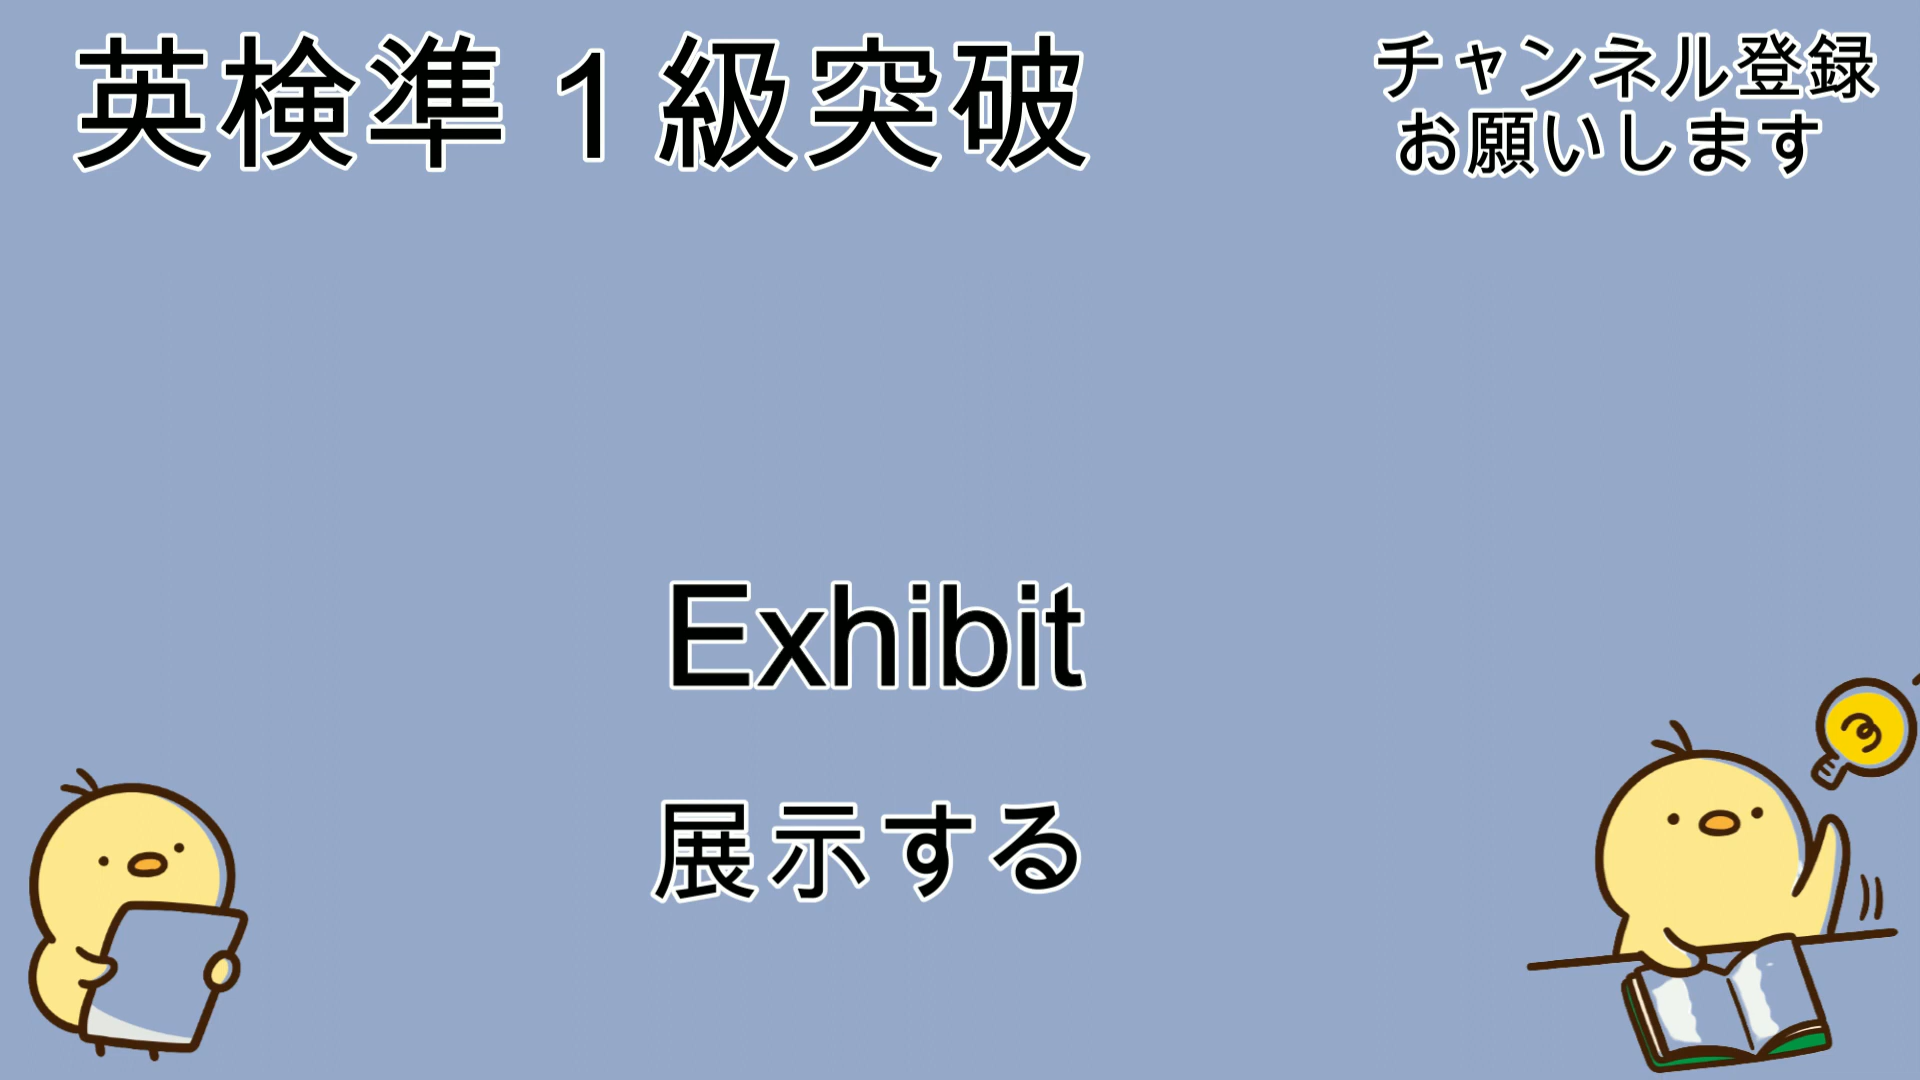 英検準１級突破
チャンネル登録
お願いします
Exhibit
展示する